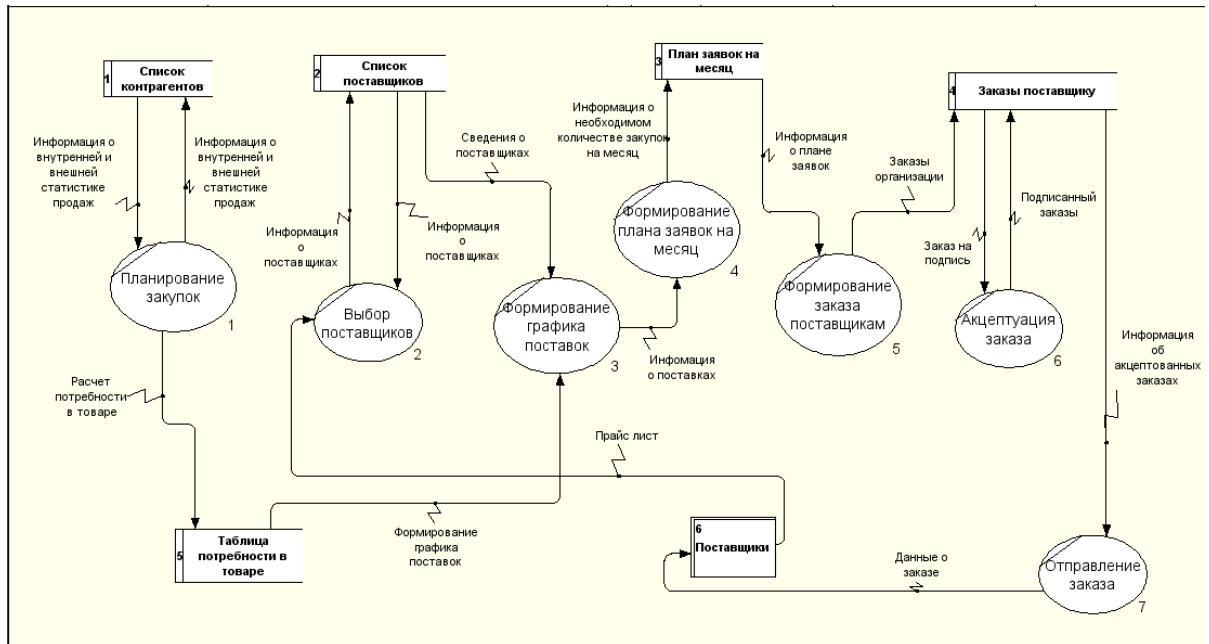 1
Список
контрагентов
2
Список
поставщиков
3
План заявок на
месяц
4
Заказы поставщику
Информация о
внутренней и
внешней
статистике
продаж
Информация о
внутренней и
внешней
статистике
продаж
Сведения о
поставщиках
Информация о
необходимом
количестве закупок
на месяц
Информация
о плане
заявок
Заказы
организации
Подписанный
заказы
Информация
о
поставщиках
Информация
о
поставщиках
Заказ на
подпись
Планирование
закупок
1
Выбор
поставщиков
2
Формирование
графика
поставок
3
Формирование
плана заявок на
месяц
4
Формирование
заказа
поставщикам
5
Акцептуация
заказа
6
Инфомация
о поставках
Информация об
акцептованных
заказах
Расчет
потребности
в товаре
Прайс лист
5
Таблица
потребности в
товаре
Формирование
графика
поставок
6
Поставщики
Данные о
заказе
Отправление
заказа
7